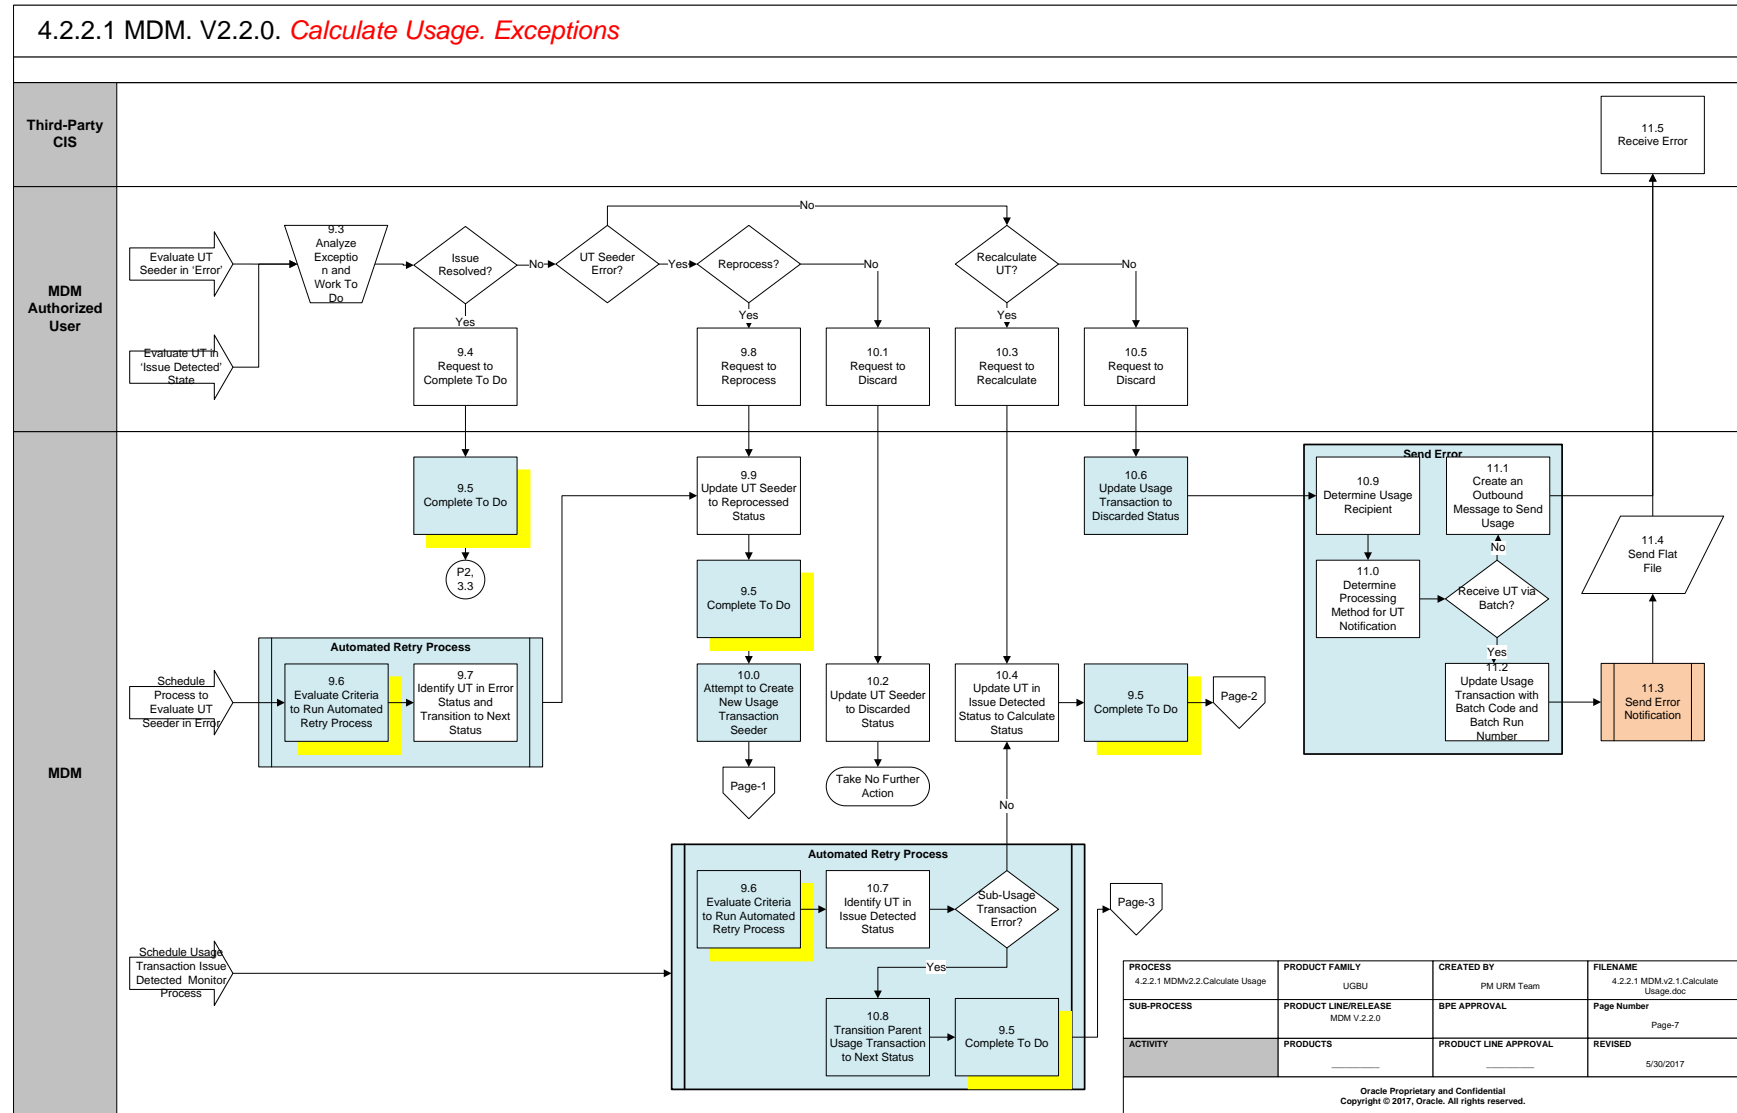 4.2.2.1 MDM. V2.2.0. Calculate Usage. Exceptions
Third-Party
CIS
11.5
Receive Error
MDM
Authorized
User
Evaluate UT
Seeder in ‘Error’
Evaluate UT in
‘Issue Detected’
State
9.3
Analyze
Exceptio
n and
Work To
Do
Issue
Resolved?
No
Yes
UT Seeder
Error?
No
Yes
Reprocess?
No
Yes
Recalculate
UT?
No
Yes
9.4
Request to
Complete To Do
9.8
Request to
Reprocess
10.1
Request to
Discard
10.3
Request to
Recalculate
10.5
Request to
Discard
MDM
9.5
Complete To Do
P2,
3.3
9.9
Update UT Seeder
to Reprocessed
Status
9.5
Complete To Do
10.6
Update Usage
Transaction to
Discarded Status
Send Error
10.9
Determine Usage
Recipient
11.1
Create an
Outbound
Message to Send
Usage
No
11.0
Determine
Processing
Method for UT
Notification
Receive UT via
Batch?
Yes
11.2
Update Usage
Transaction with
Batch Code and
Batch Run
Number
11.4
Send Flat
File
11.3
Send Error
Notification
Schedule
Process to
Evaluate UT
Seeder in Error
Automated Retry Process
9.6
Evaluate Criteria
to Run Automated
Retry Process
9.7
Identify UT in Error
Status and
Transition to Next
Status
10.0
Attempt to Create
New Usage
Transaction
Seeder
Page-1
10.2
Update UT Seeder
to Discarded
Status
Take No Further
Action
10.4
Update UT in
Issue Detected
Status to Calculate
Status
9.5
Complete To Do
Page-2
No
Schedule Usage
Transaction Issue
Detected  Monitor
Process
Automated Retry Process
9.6
Evaluate Criteria
to Run Automated
Retry Process
10.7
Identify UT in
Issue Detected
Status
Sub-Usage
Transaction
Error?
Yes
10.8
Transition Parent
Usage Transaction
to Next Status
9.5
Complete To Do
Page-3
PROCESS
4.2.2.1 MDMv2.2.Calculate Usage
PRODUCT FAMILY
UGBU
CREATED BY
PM URM Team
FILENAME
4.2.2.1 MDM.v2.1.Calculate
Usage.doc
SUB-PROCESS
PRODUCT LINE/RELEASE
MDM V.2.2.0
BPE APPROVAL
Page Number
Page-7
ACTIVITY
PRODUCTS
PRODUCT LINE APPROVAL
REVISED
5/30/2017
Oracle Proprietary and Confidential
Copyright © 2017, Oracle. All rights reserved.